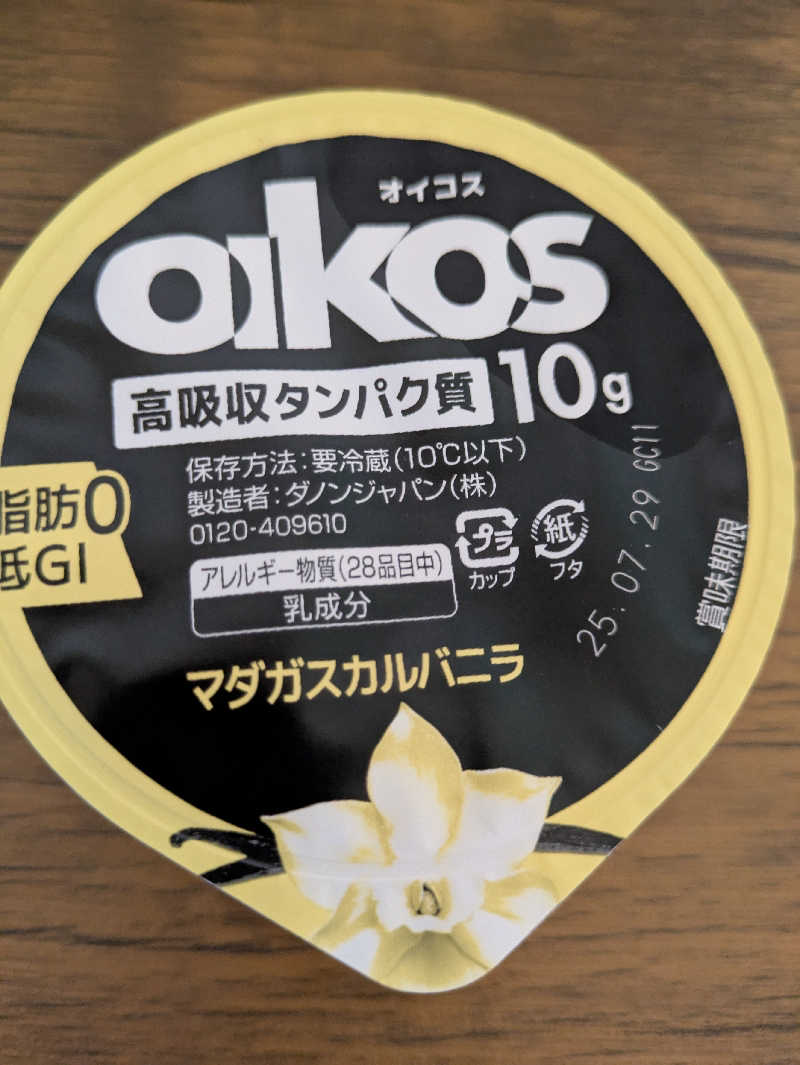 オイコス
oikos
高吸収タンパク質 10g
保存方法:要冷蔵(10℃以下)
製造者:ダノンジャパン(株)
0120-409610
脂肪0
低GI
アレルギー物質(28品目中)
乳成分
プラ
カップ
紙
フタ
25.07.29 GC11
賞味期限
マダガスカルバニラ